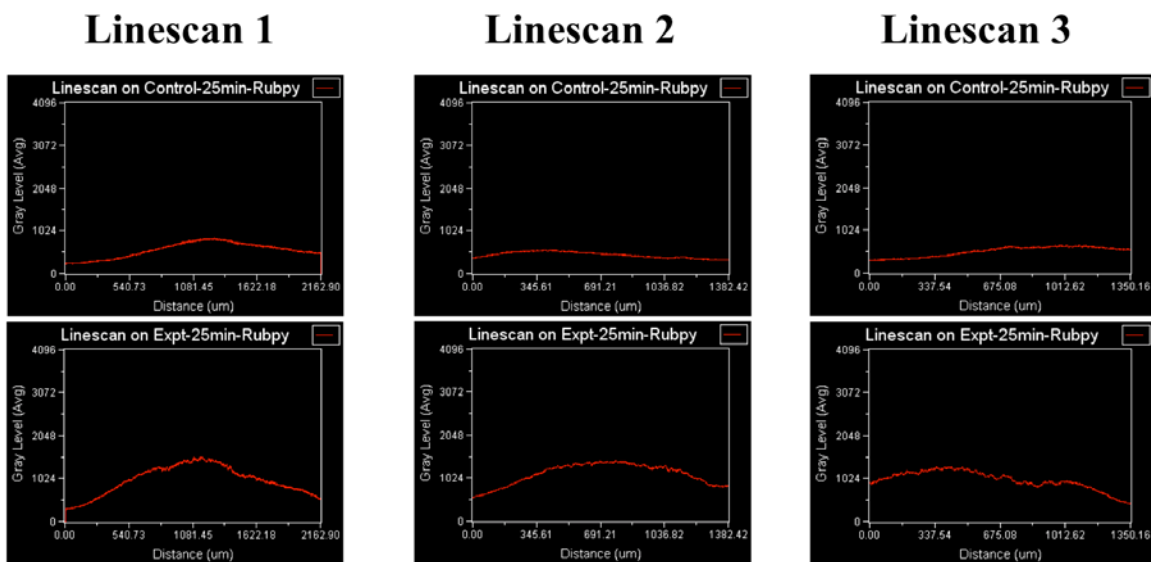 Linescan 1
Linescan 2
Linescan 3
Linescan on Control-25min-Rubpy
4096
3072
2048
1024
0
Gray Level (Avg)
0.00 540.73 1081.45 1622.18 2162.90
Distance (um)
Linescan on Control-25min-Rubpy
4096
3072
2048
1024
0
Gray Level (Avg)
0.00 345.61 691.21 1036.82 1382.42
Distance (um)
Linescan on Control-25min-Rubpy
4096
3072
2048
1024
0
Gray Level (Avg)
0.00 337.54 675.08 1012.62 1350.16
Distance (um)
Linescan on Expt-25min-Rubpy
4096
3072
2048
1024
0
Gray Level (Avg)
0.00 540.73 1081.45 1622.18 2162.90
Distance (um)
Linescan on Expt-25min-Rubpy
4096
3072
2048
1024
0
Gray Level (Avg)
0.00 345.61 691.21 1036.82 1382.42
Distance (um)
Linescan on Expt-25min-Rubpy
4096
3072
2048
1024
0
Gray Level (Avg)
0.00 337.54 675.08 1012.62 1350.16
Distance (um)